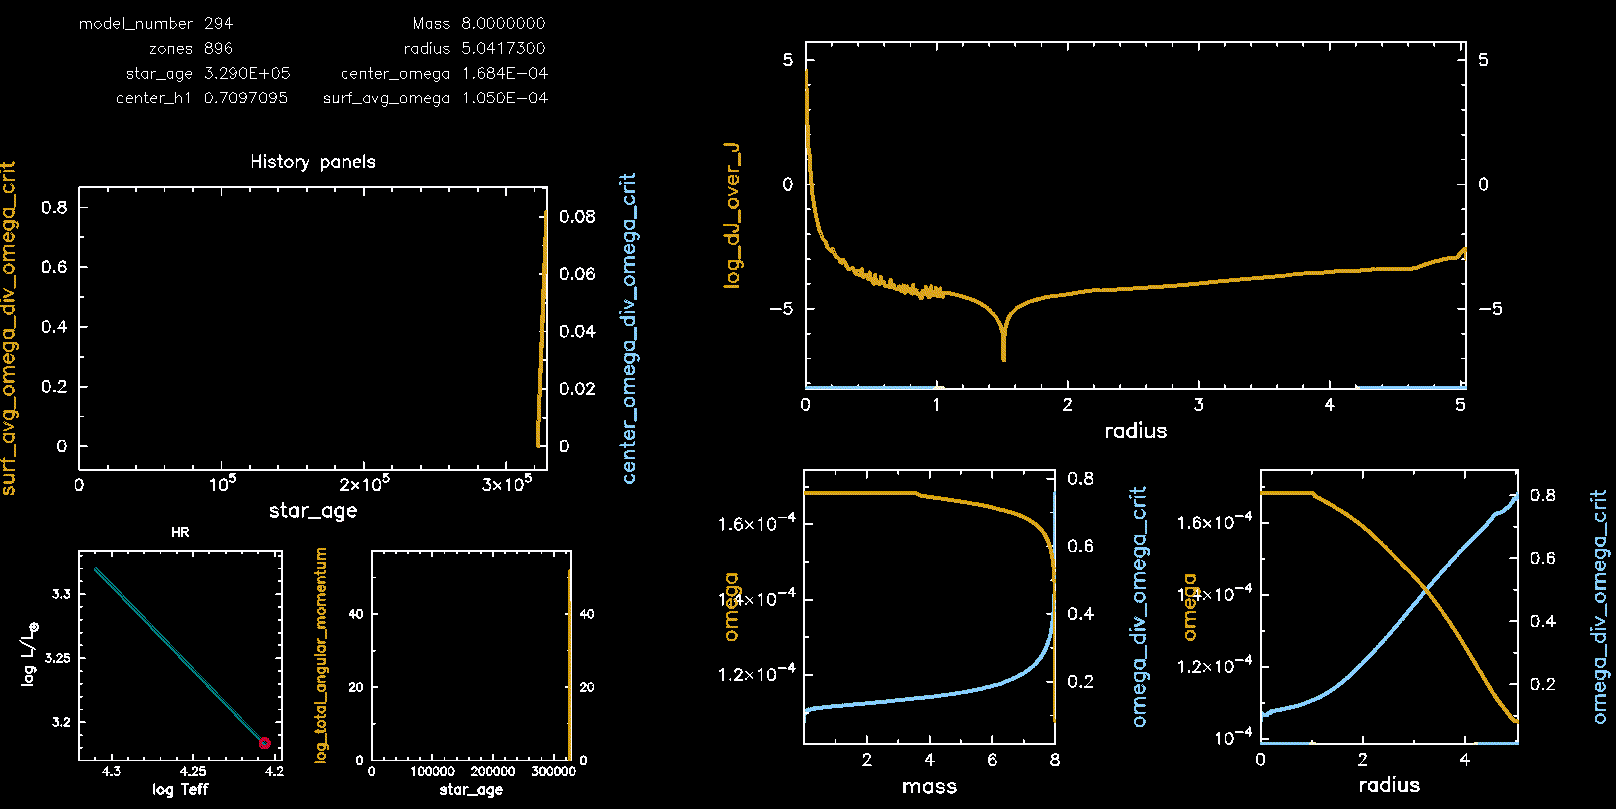 model_number 294 Mass 8.0000000
zones 896 radius 5.0417300
star_age 3.290E+05 center_omega 1.684E−04
center_h1 0.7097095 surf_avg_omega 1.050E−04
History panels
surf_avg_omega_div_omega_crit
0.8
0.6
0.4
0.2
0
0.08
0.06
0.04
0.02
0
center_omega_div_omega_crit
0 10⁵ 2×10⁵ 3×10⁵
star_age
log_dJ_over_J
5
0
−5
5
0
−5
0 1 2 3 4 5
radius
HR
log L/L⊙
3.3
3.25
3.2
4.3 4.25 4.2
log Teff
log_total_angular_momentum
40
20
0
40
20
0
0 100000 200000 300000
star_age
omega
1.6×10⁻⁴
1.4×10⁻⁴
1.2×10⁻⁴
0.8
0.6
0.4
0.2
omega_div_omega_crit
2 4 6 8
mass
omega
1.6×10⁻⁴
1.4×10⁻⁴
1.2×10⁻⁴
10⁻⁴
0.8
0.6
0.4
0.2
omega_div_omega_crit
0 2 4
radius